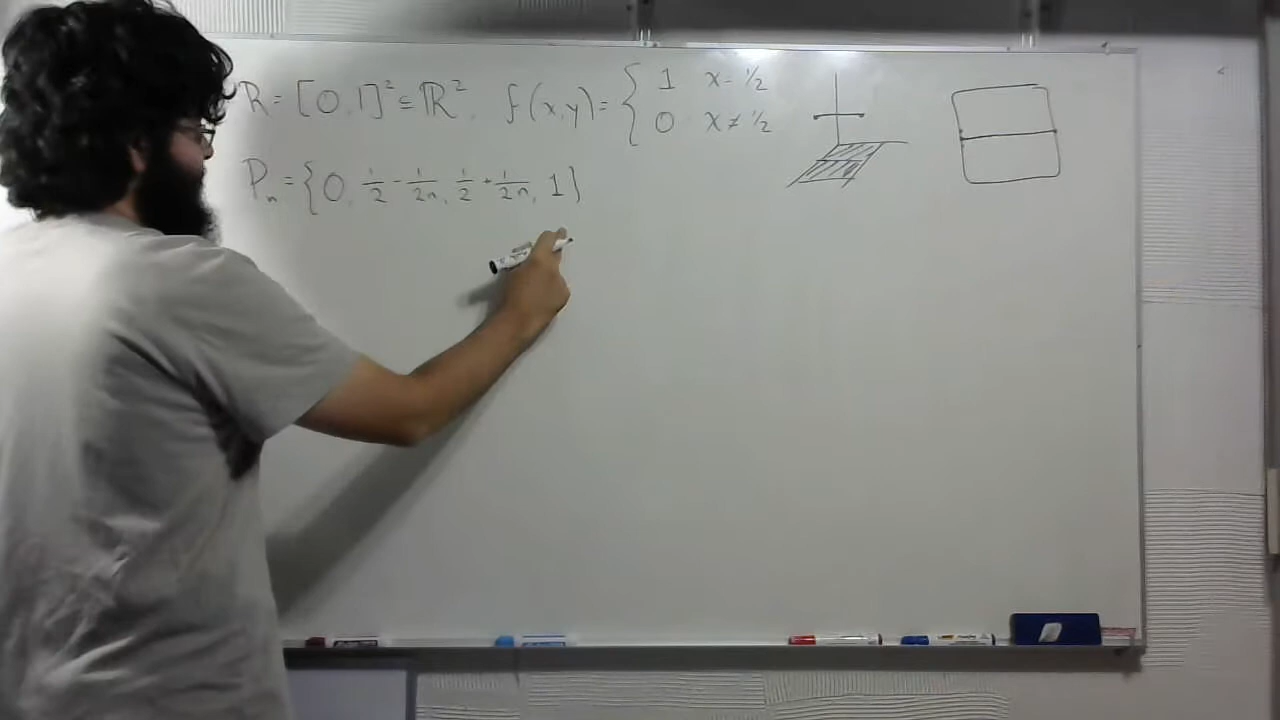 R = [0,1]² ⊆ ℝ², f(x,y) = { 1 x = ½
0 x ≠ ½
Pₙ = {0, 1/2 - 1/2n, 1/2 + 1/2n, 1}